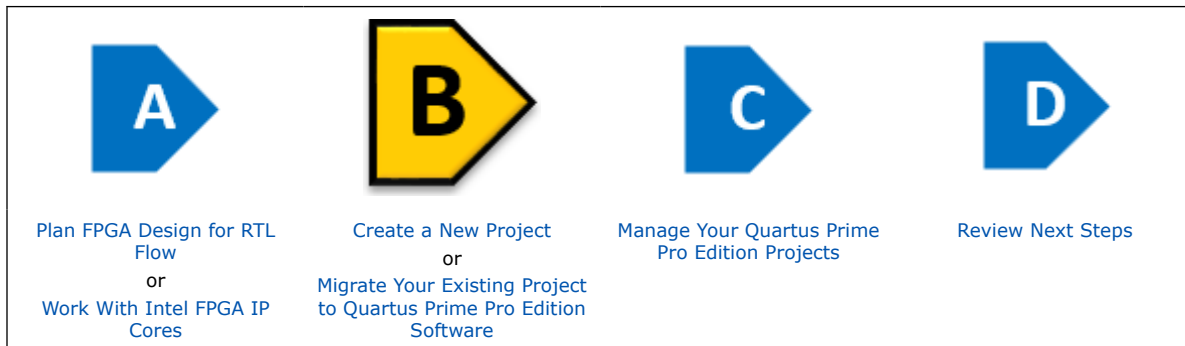 A
B
C
D
Plan FPGA Design for RTL
Flow
or
Work With Intel FPGA IP
Cores
Create a New Project
or
Migrate Your Existing Project
to Quartus Prime Pro Edition
Software
Manage Your Quartus Prime
Pro Edition Projects
Review Next Steps